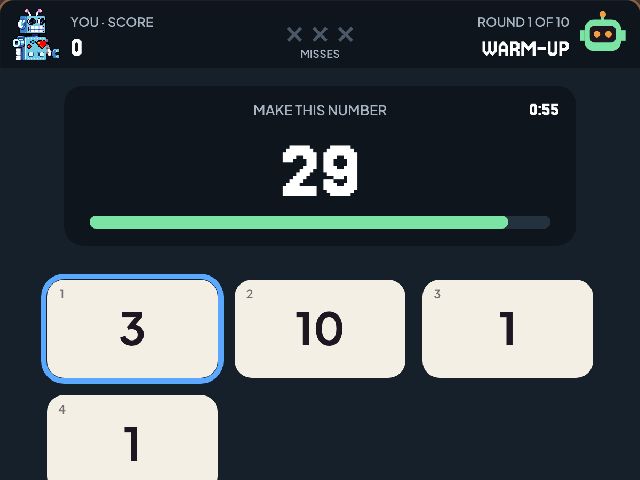 YOU · SCORE
0
MISSES
ROUND 1 OF 10
WARM-UP
MAKE THIS NUMBER
0:55
29
1
3
2
10
3
1
4
1